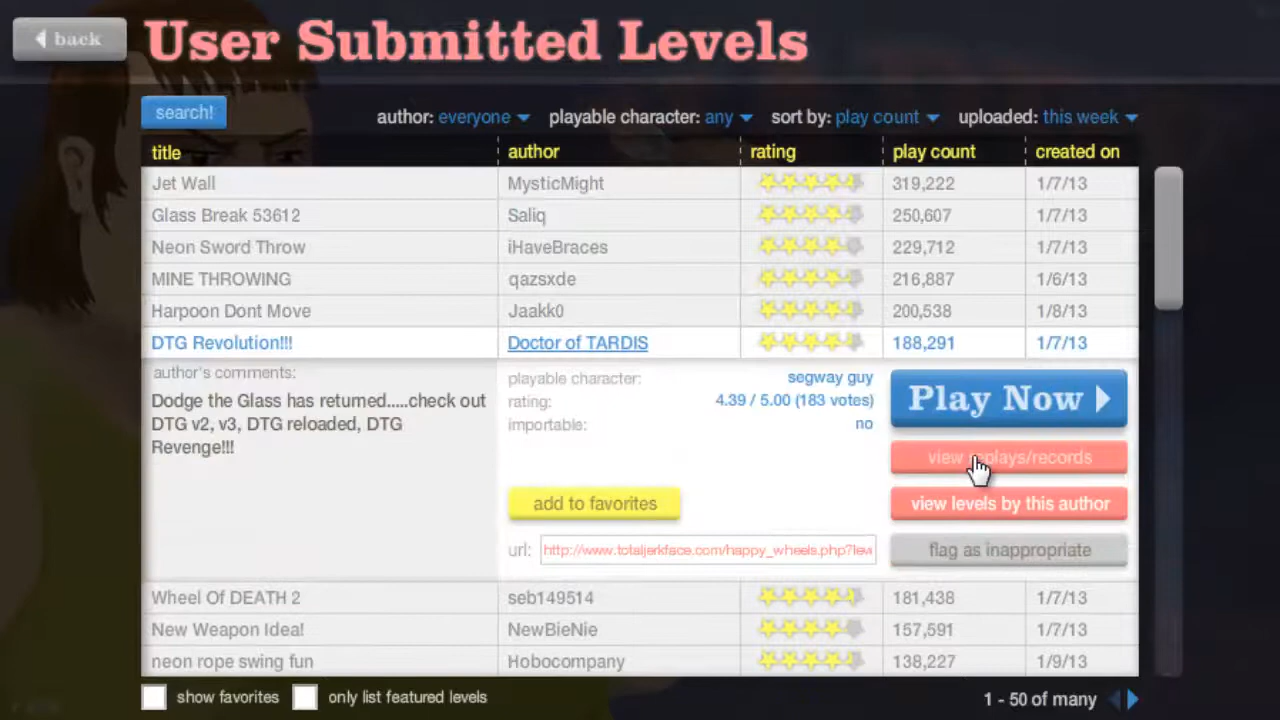 back
User Submitted Levels
search!
author: everyone playable character: any sort by: play count uploaded: this week
title author rating play count created on
Jet Wall MysticMight 319,222 1/7/13
Glass Break 53612 Saliq 250,607 1/7/13
Neon Sword Throw iHaveBraces 229,712 1/7/13
MINE THROWING qazsxde 216,887 1/6/13
Harpoon Dont Move Jaakk0 200,538 1/8/13
DTG Revolution!!! Doctor of TARDIS 188,291 1/7/13
author's comments:
Dodge the Glass has returned.....check out
DTG v2, v3, DTG reloaded, DTG
Revenge!!!
playable character: segway guy
rating: 4.39 / 5.00 (183 votes)
importable: no
add to favorites
url: http://www.totaljerkface.com/happy_wheels.php?lev
Play Now
view replays/records
view levels by this author
flag as inappropriate
Wheel Of DEATH 2 seb149514 181,438 1/7/13
New Weapon Idea! NewBieNie 157,591 1/7/13
neon rope swing fun Hobocompany 138,227 1/9/13
show favorites only list featured levels 1 - 50 of many